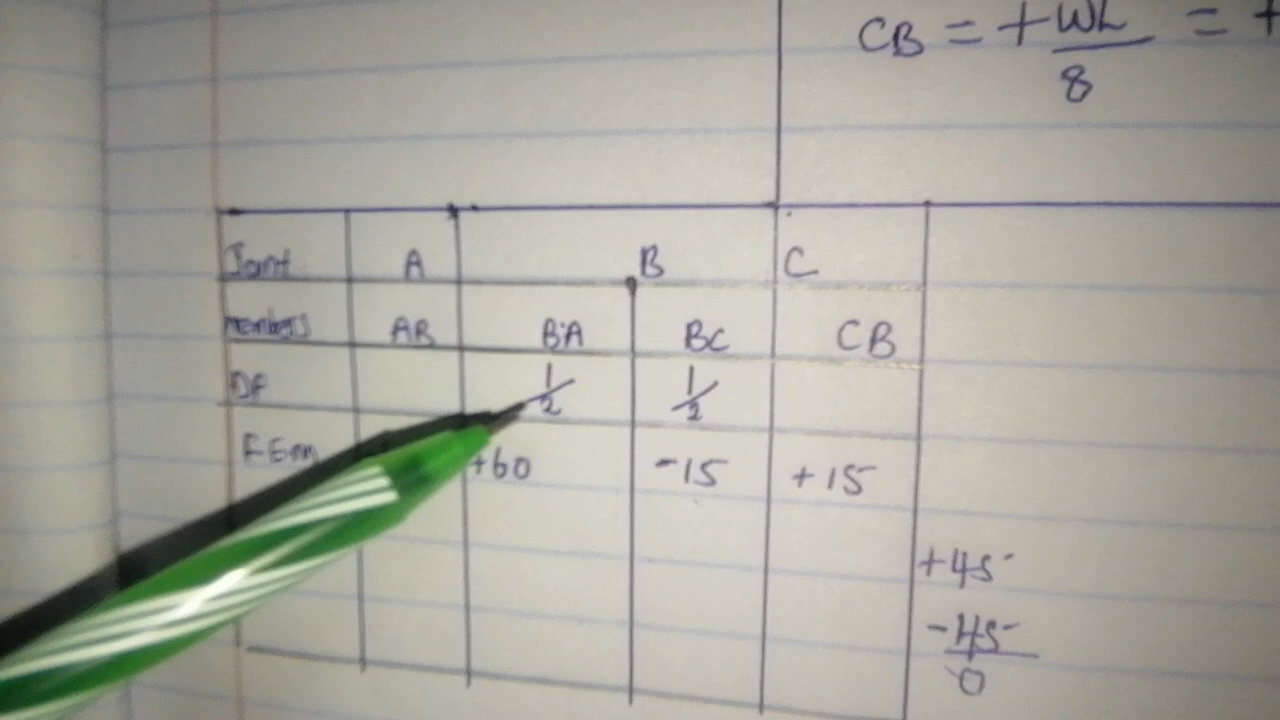 CB = + WL / 8 = +
Joint A B C
members AB BA BC CB
DF 1/2 1/2
FEm +60 -15 +15
+45
-45
0